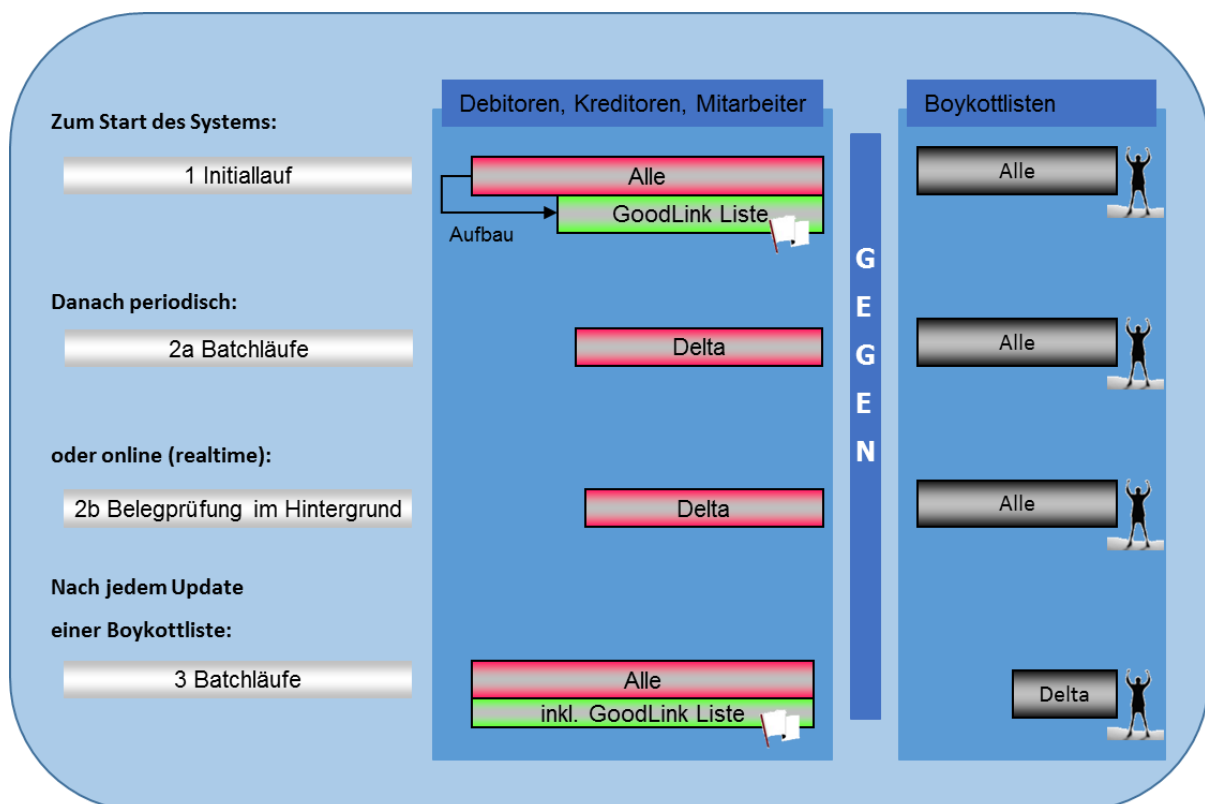 Debitoren, Kreditoren, Mitarbeiter
Boykottlisten
Zum Start des Systems:
1 Initiallauf
Alle
GoodLink Liste
Aufbau
Alle
GEGEN
Danach periodisch:
2a Batchläufe
Delta
Alle
oder online (realtime):
2b Belegprüfung im Hintergrund
Delta
Alle
Nach jedem Update
einer Boykottliste:
3 Batchläufe
Alle
inkl. GoodLink Liste
Delta